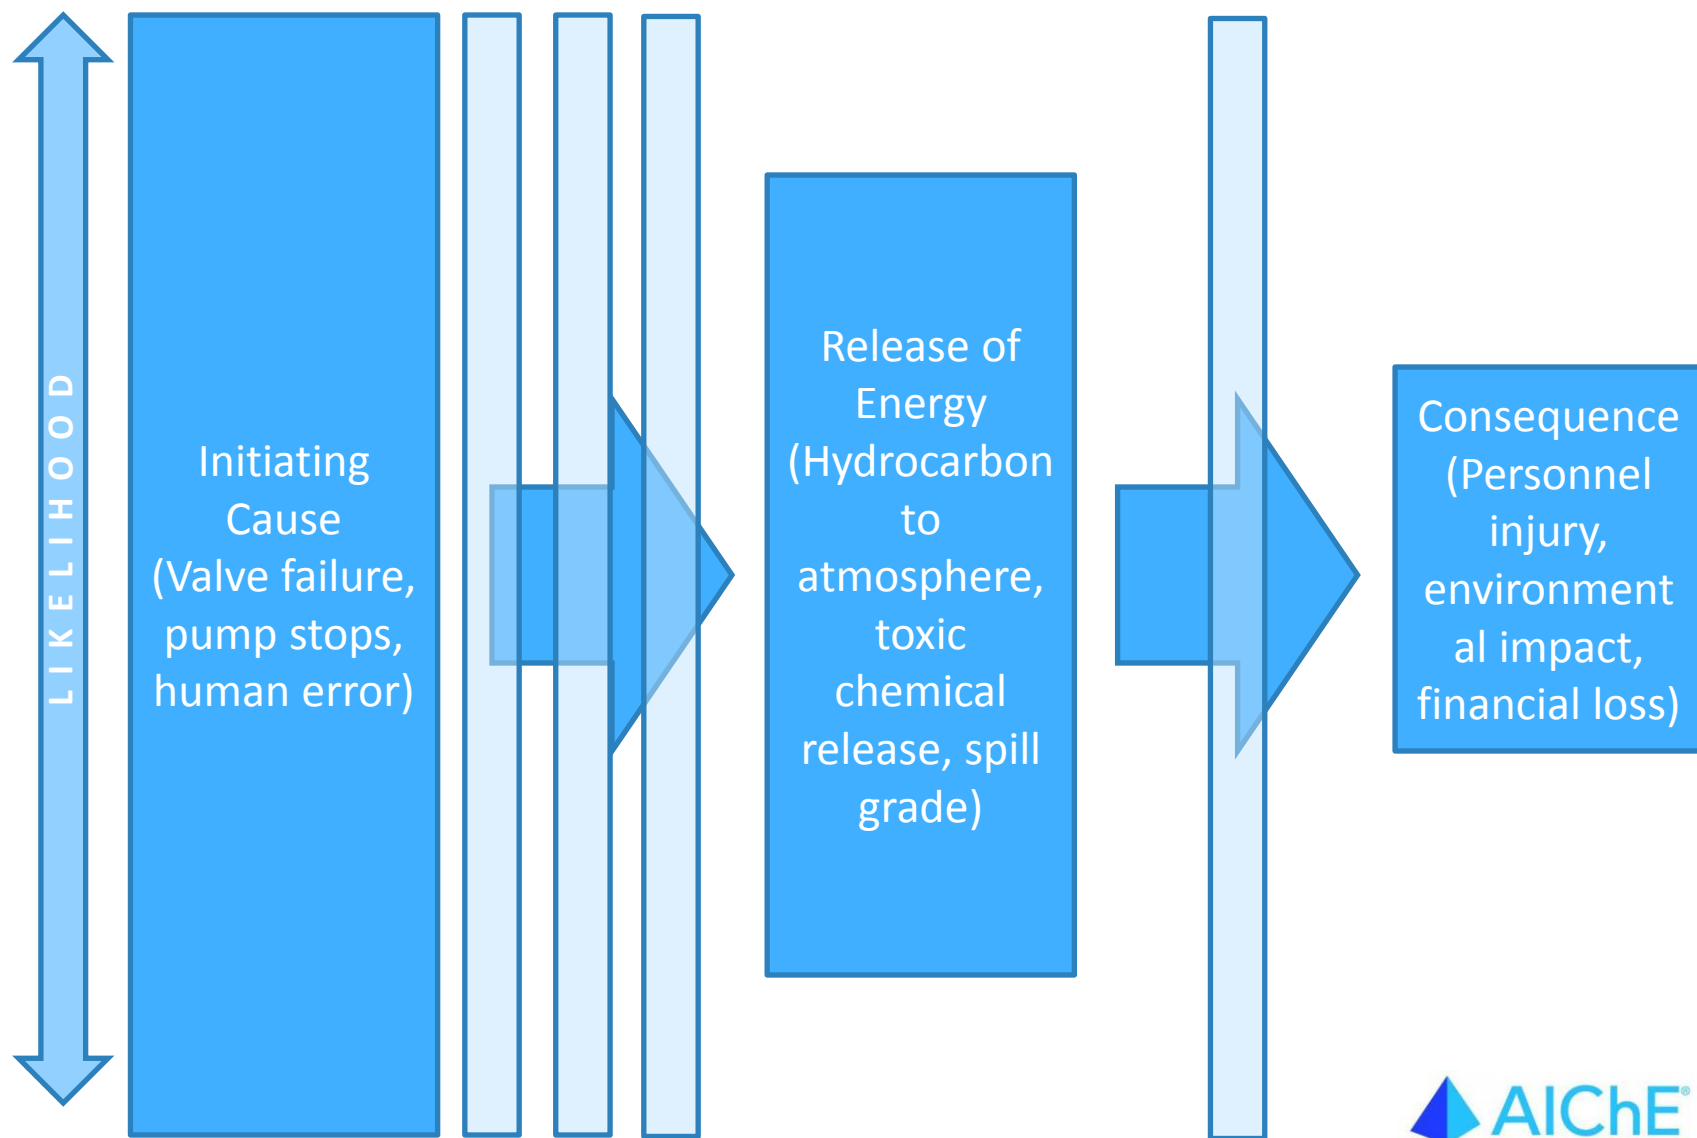 LIKELIHOOD
Initiating
Cause
(Valve failure,
pump stops,
human error)
Release of
Energy
(Hydrocarbon
to
atmosphere,
toxic
chemical
release, spill
grade)
Consequence
(Personnel
injury,
environment
al impact,
financial loss)
AIChE®